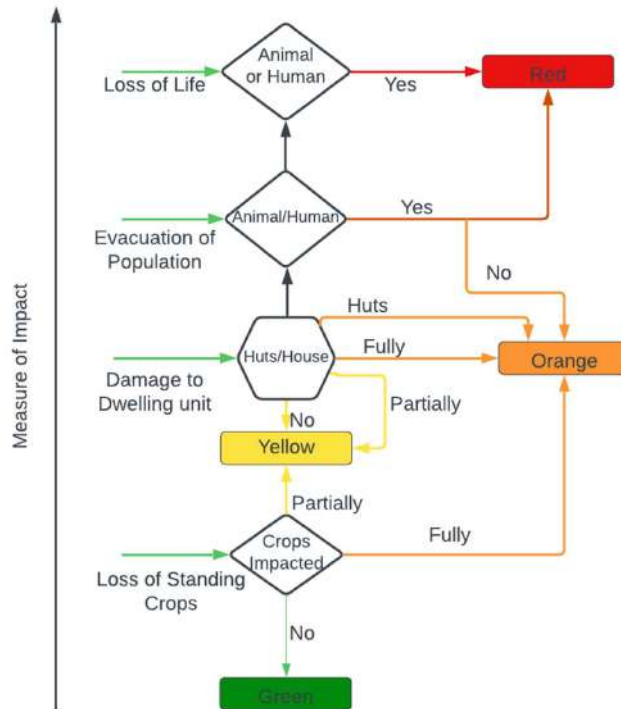 Animal
or Human
Loss of Life
Yes
Red
Animal/Human
Yes
Evacuation of
Population
No
Huts
Huts/House
Fully
Orange
Damage to
Dwelling unit
Partially
No
Yellow
Measure of Impact
Partially
Crops
Impacted
Fully
Loss of Standing
Crops
No
Green